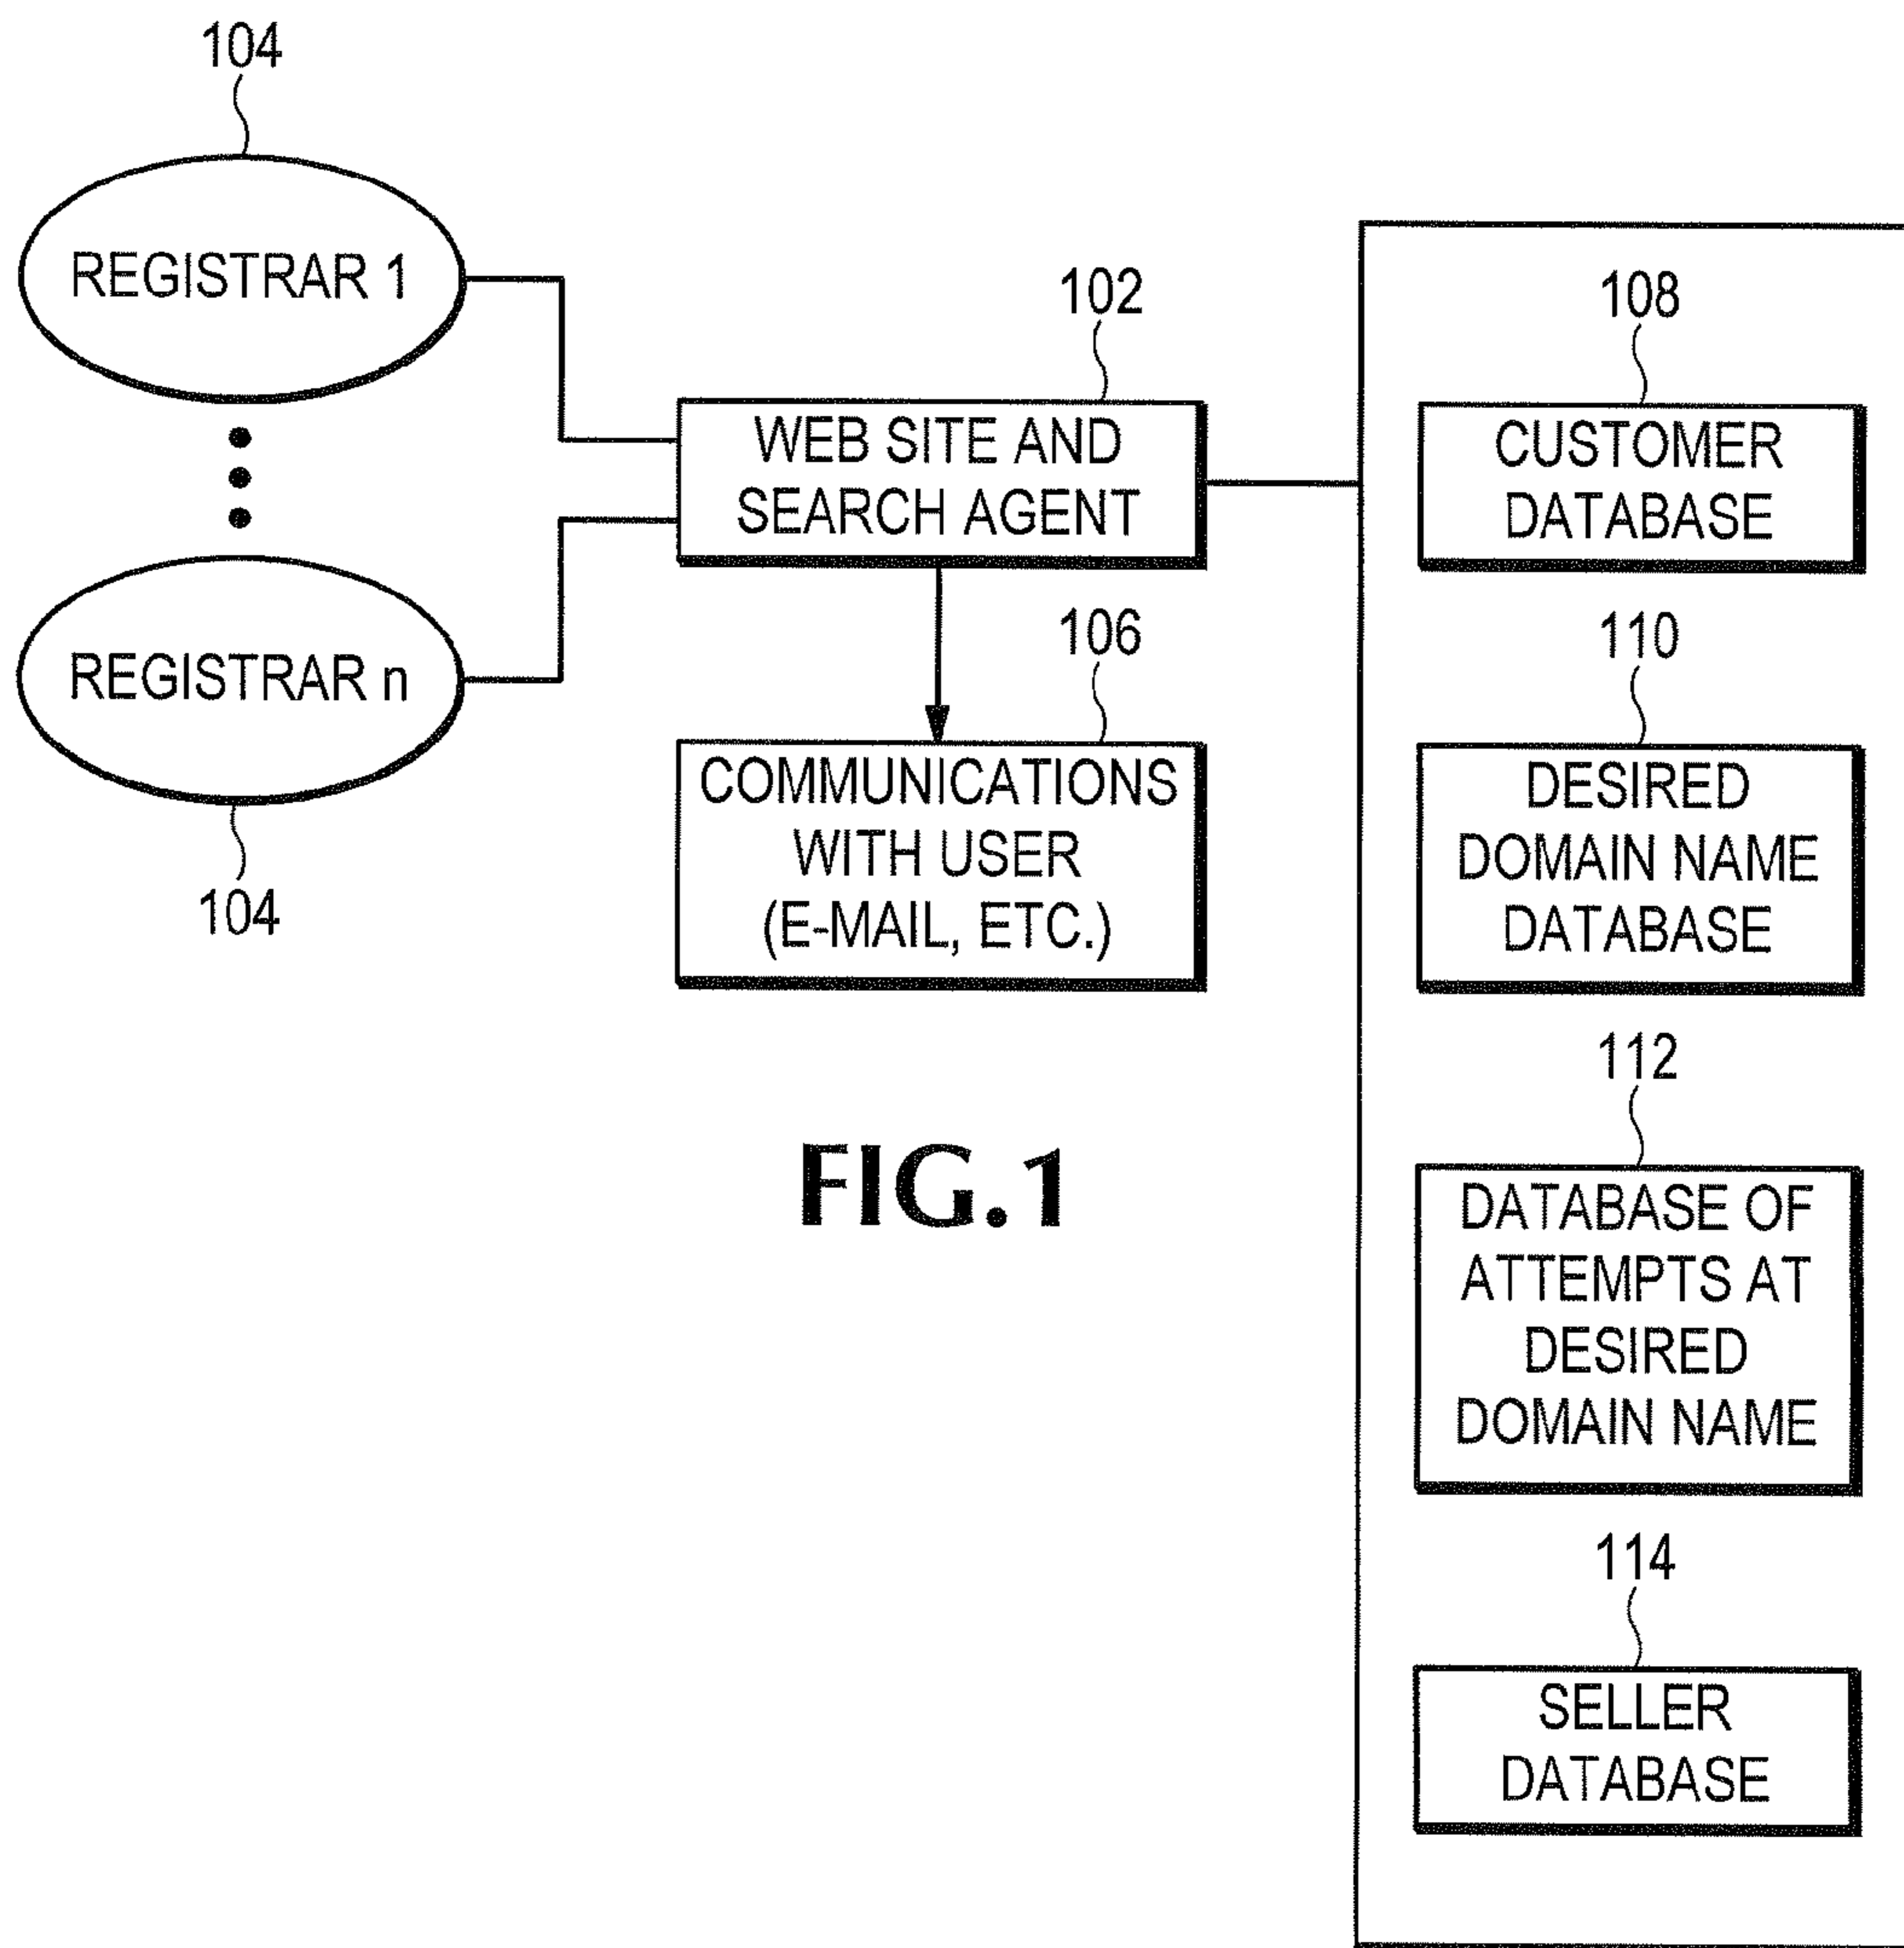 104
REGISTRAR 1
REGISTRAR n
104
102
WEB SITE AND
SEARCH AGENT
106
COMMUNICATIONS
WITH USER
(E-MAIL, ETC.)
FIG.1
108
CUSTOMER
DATABASE
110
DESIRED
DOMAIN NAME
DATABASE
112
DATABASE OF
ATTEMPTS AT
DESIRED
DOMAIN NAME
114
SELLER
DATABASE